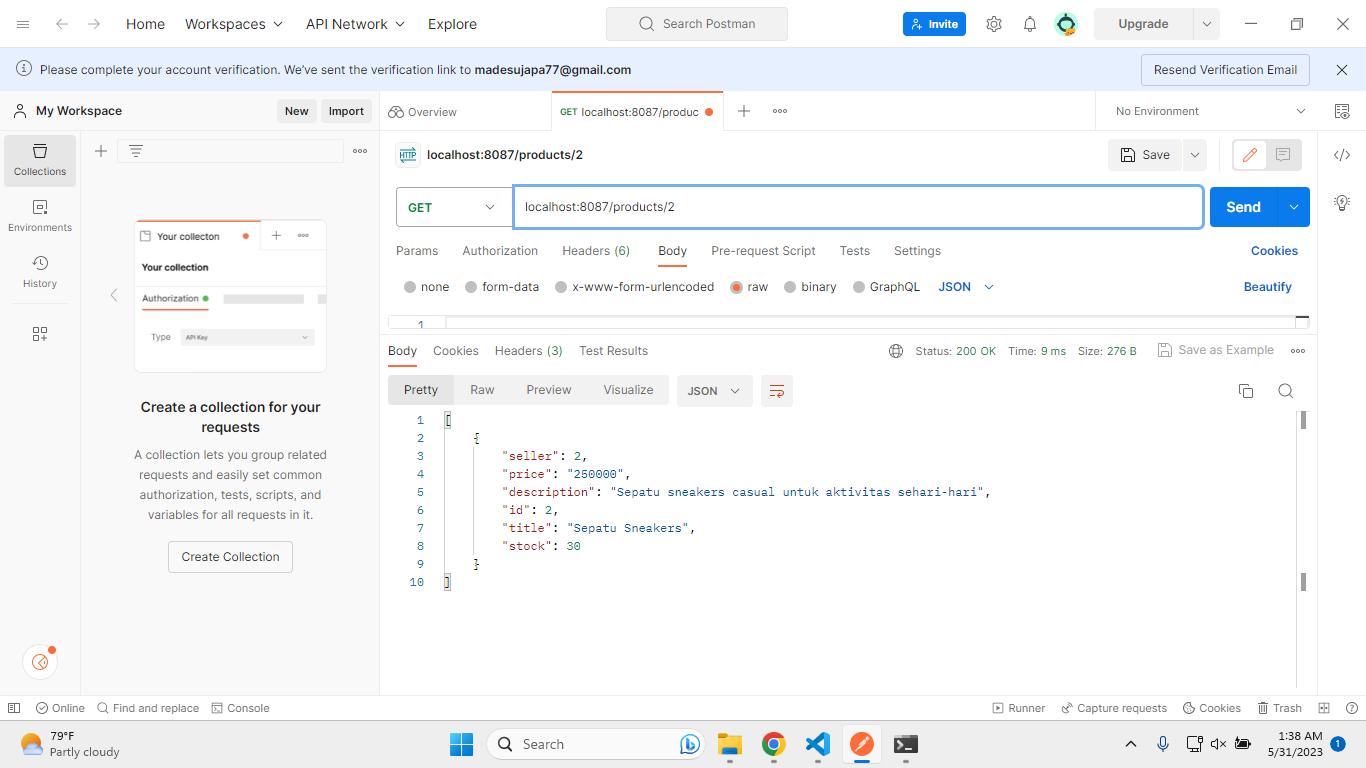 Home Workspaces API Network Explore Search Postman Invite Upgrade
Please complete your account verification. We've sent the verification link to madesujapa77@gmail.com Resend Verification Email
My Workspace New Import Overview GET localhost:8087/produc No Environment
Collections
Environments
History
Your collecton
Your collection
Authorization
Type API Key
Create a collection for your
requests
A collection lets you group related
requests and easily set common
authorization, tests, scripts, and
variables for all requests in it.
Create Collection
HTTP localhost:8087/products/2 Save
GET localhost:8087/products/2 Send
Params Authorization Headers (6) Body Pre-request Script Tests Settings Cookies
none form-data x-www-form-urlencoded raw binary GraphQL JSON Beautify
1
Body Cookies Headers (3) Test Results Status: 200 OK Time: 9 ms Size: 276 B Save as Example
Pretty Raw Preview Visualize JSON
1 [
2 {
3 "seller": 2,
4 "price": "250000",
5 "description": "Sepatu sneakers casual untuk aktivitas sehari-hari",
6 "id": 2,
7 "title": "Sepatu Sneakers",
8 "stock": 30
9 }
10 ]
Online Find and replace Console Runner Capture requests Cookies Trash
79°F
Partly cloudy
Search
1:38 AM
5/31/2023
1